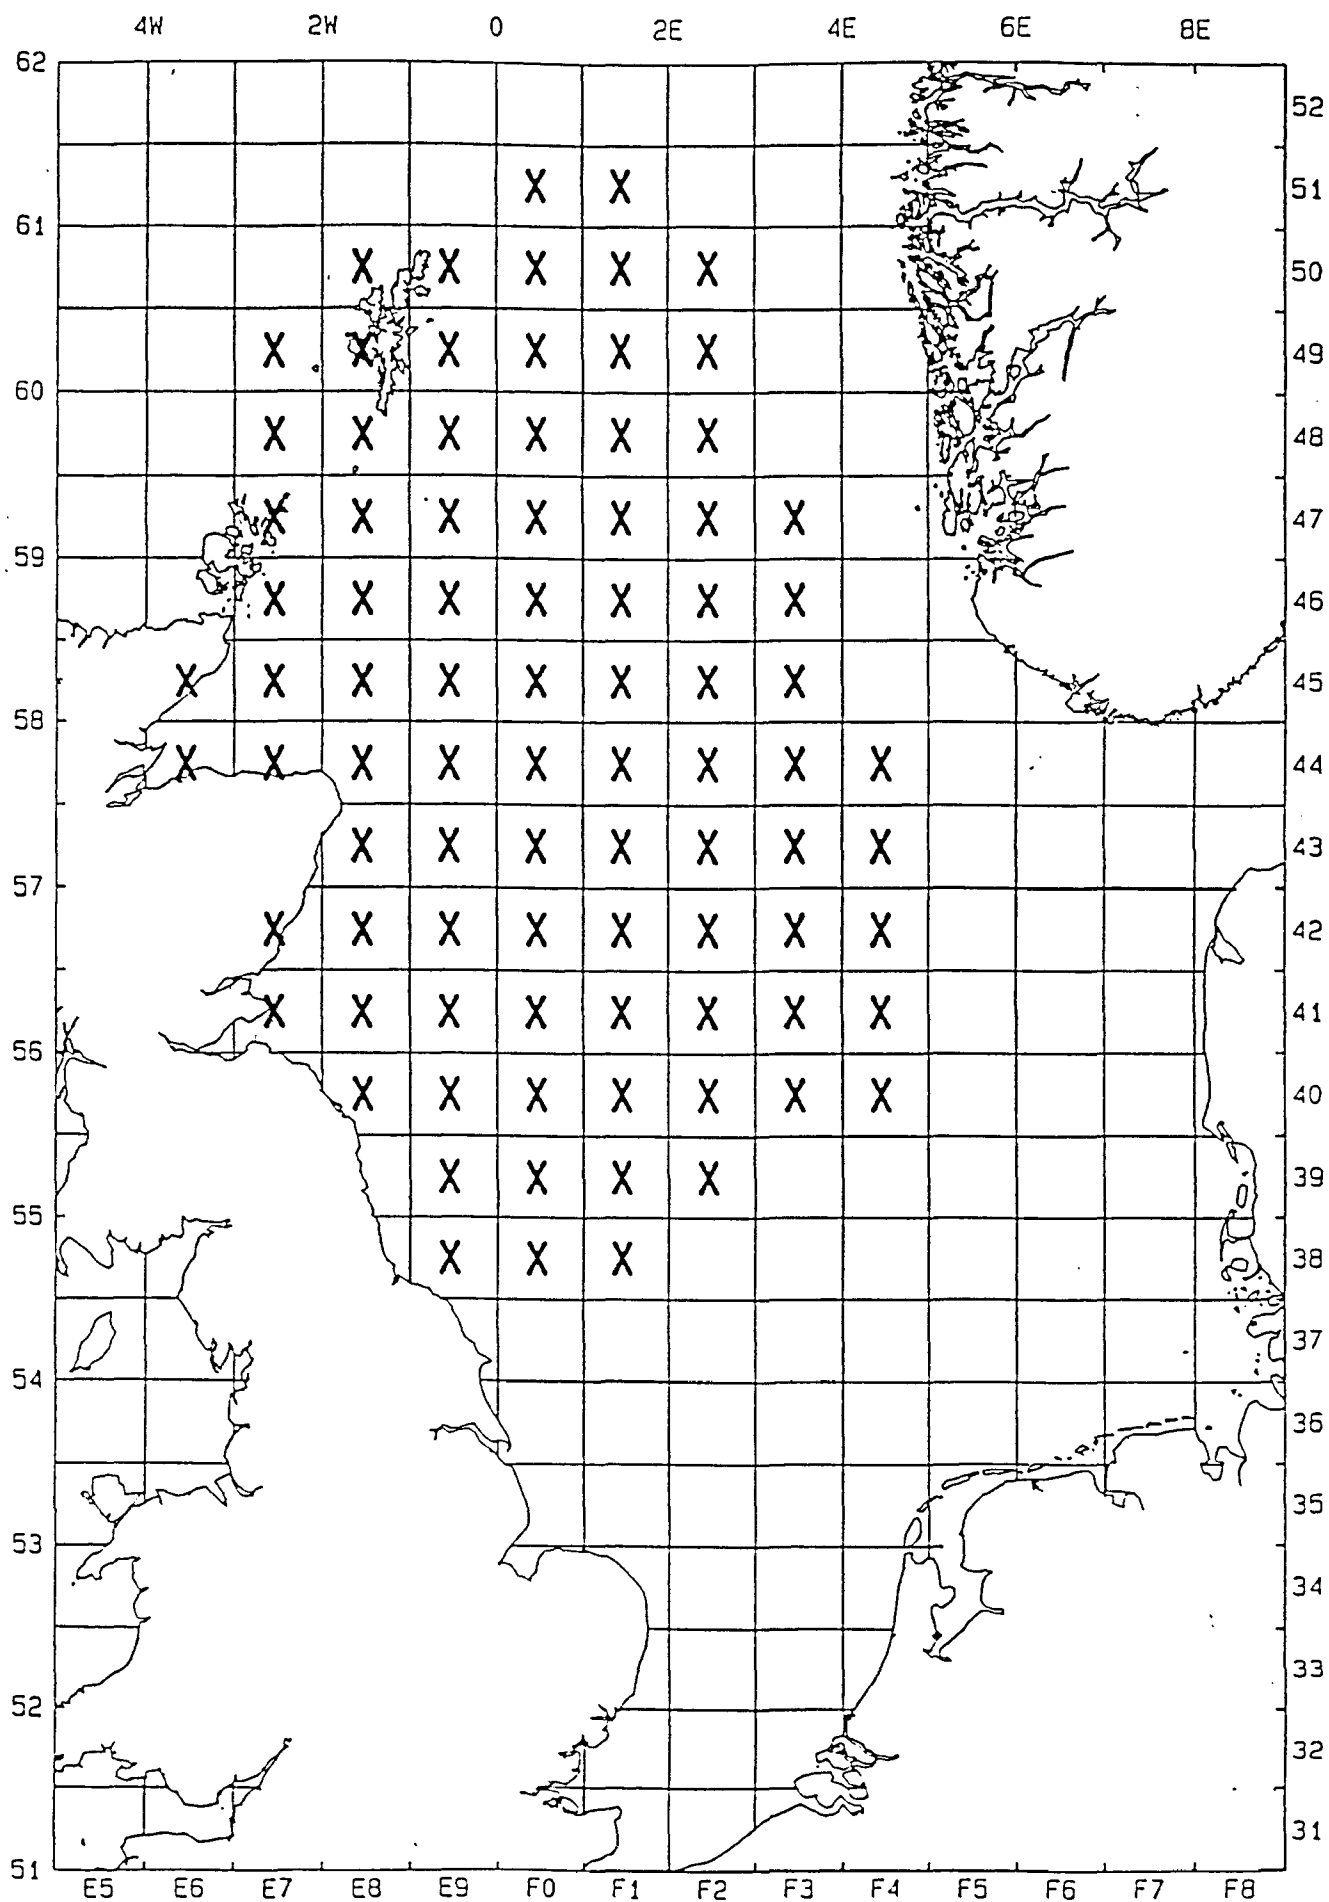 4W 2W 0 2E 4E 6E 8E
62
52
X X 51
61
X X X X X 50
X X X X X X 49
60
X X X X X X 48
X X X X X X X 47
59
X X X X X X X 46
X X X X X X X X 45
58
X X X X X X X X X 44
X X X X X X X 43
57
X X X X X X X X 42
X X X X X X X X 41
56
X X X X X X X 40
X X X X 39
55
X X X 38
37
54
36
35
53
34
33
52
32
31
51
E5 E6 E7 E8 E9 F0 F1 F2 F3 F4 F5 F6 F7 F8